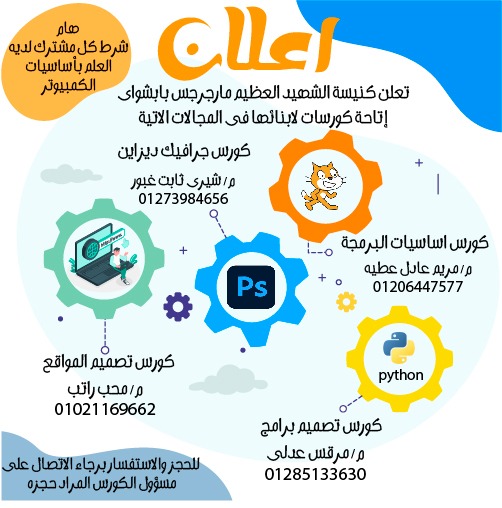 اعلان
هام
شرط كل مشترك لديه
العلم بأساسيات
الكمبيوتر
تعلن كنيسة الشهيد العظيم مارجرجس بابشواى
إتاحة كورسات لابنائها فى المجالات الاتية
كورس جرافيك ديزاين
م/ شيرى ثابت غبور
01273984656
كورس اساسيات البرمجة
م/ مريم عادل عطيه
01206447577
Ps
كورس تصميم المواقع
م/ محب راتب
01021169662
python
كورس تصميم برامج
م/ مرقس عدلى
01285133630
للحجز والاستفسار برجاء الاتصال على
مسؤول الكورس المراد حجزه